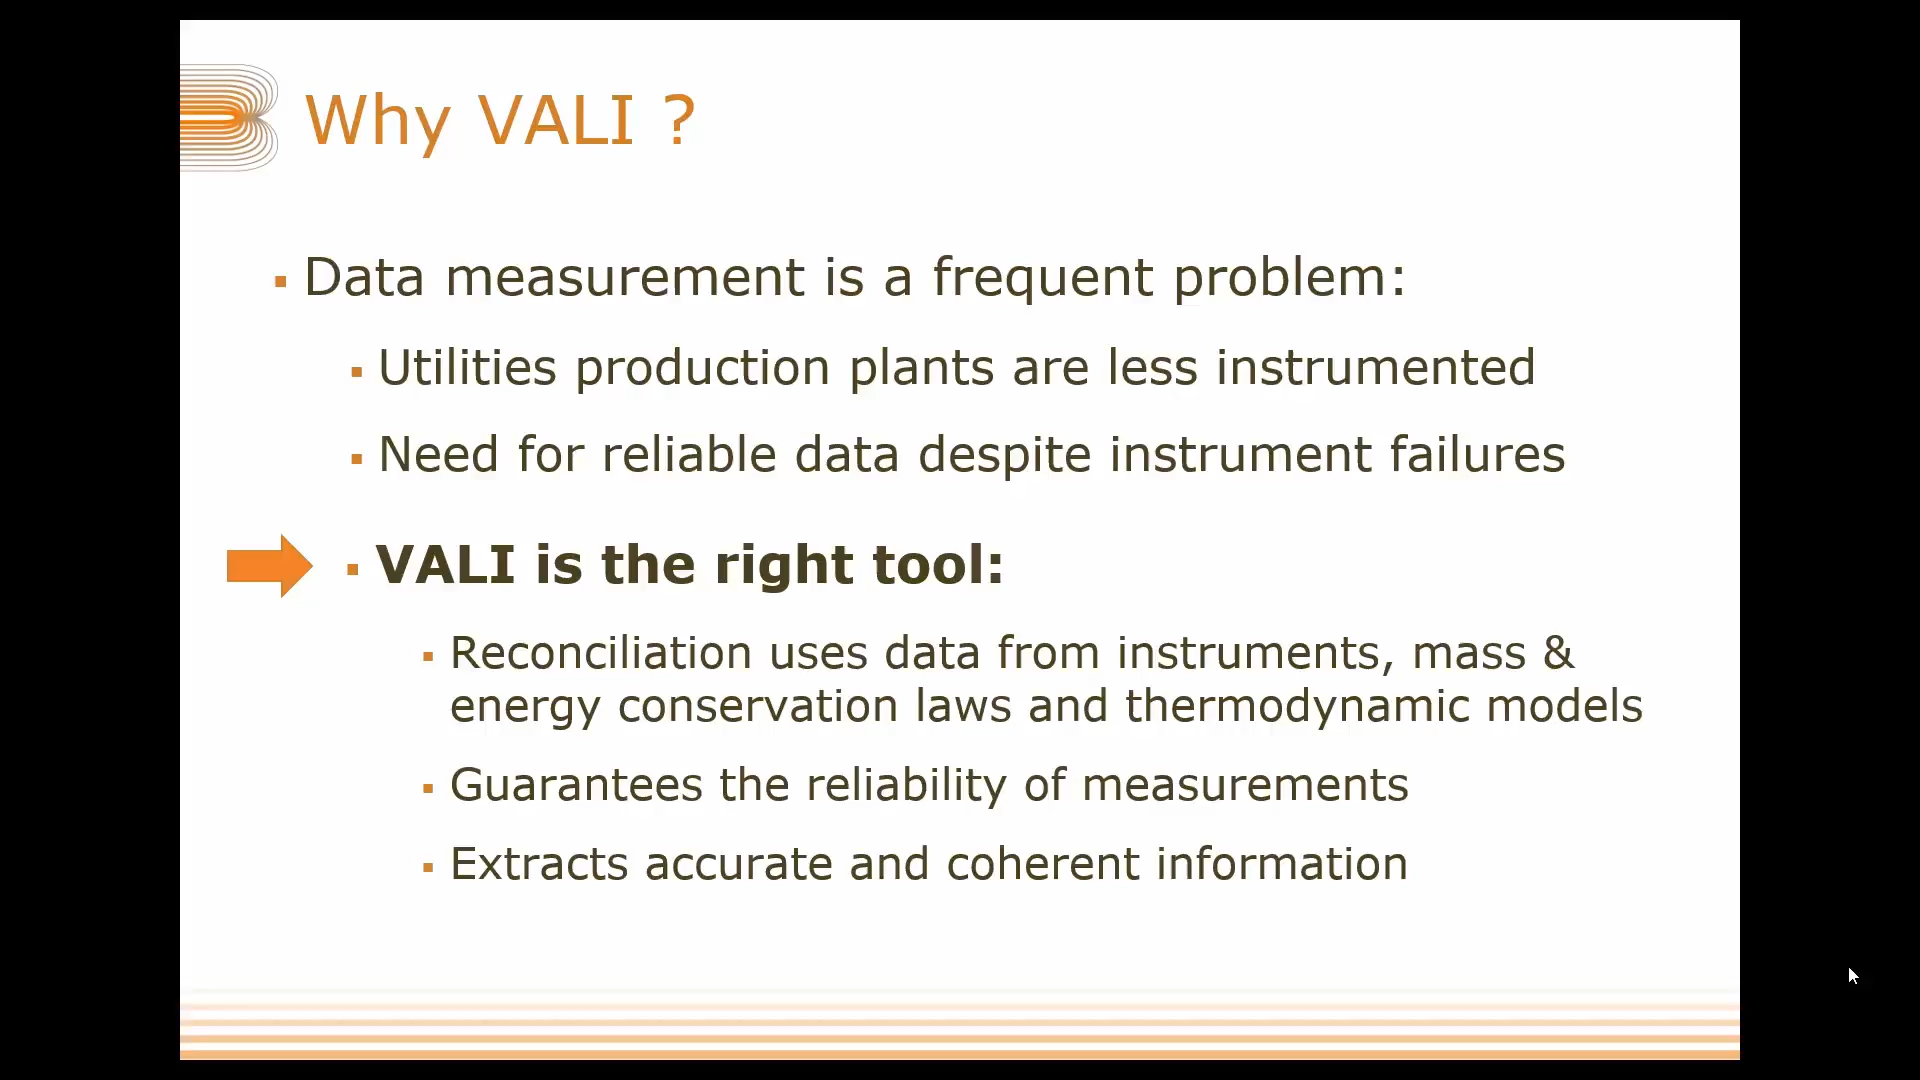 Why VALI ?
Data measurement is a frequent problem:
Utilities production plants are less instrumented
Need for reliable data despite instrument failures
VALI is the right tool:
Reconciliation uses data from instruments, mass &
energy conservation laws and thermodynamic models
Guarantees the reliability of measurements
Extracts accurate and coherent information